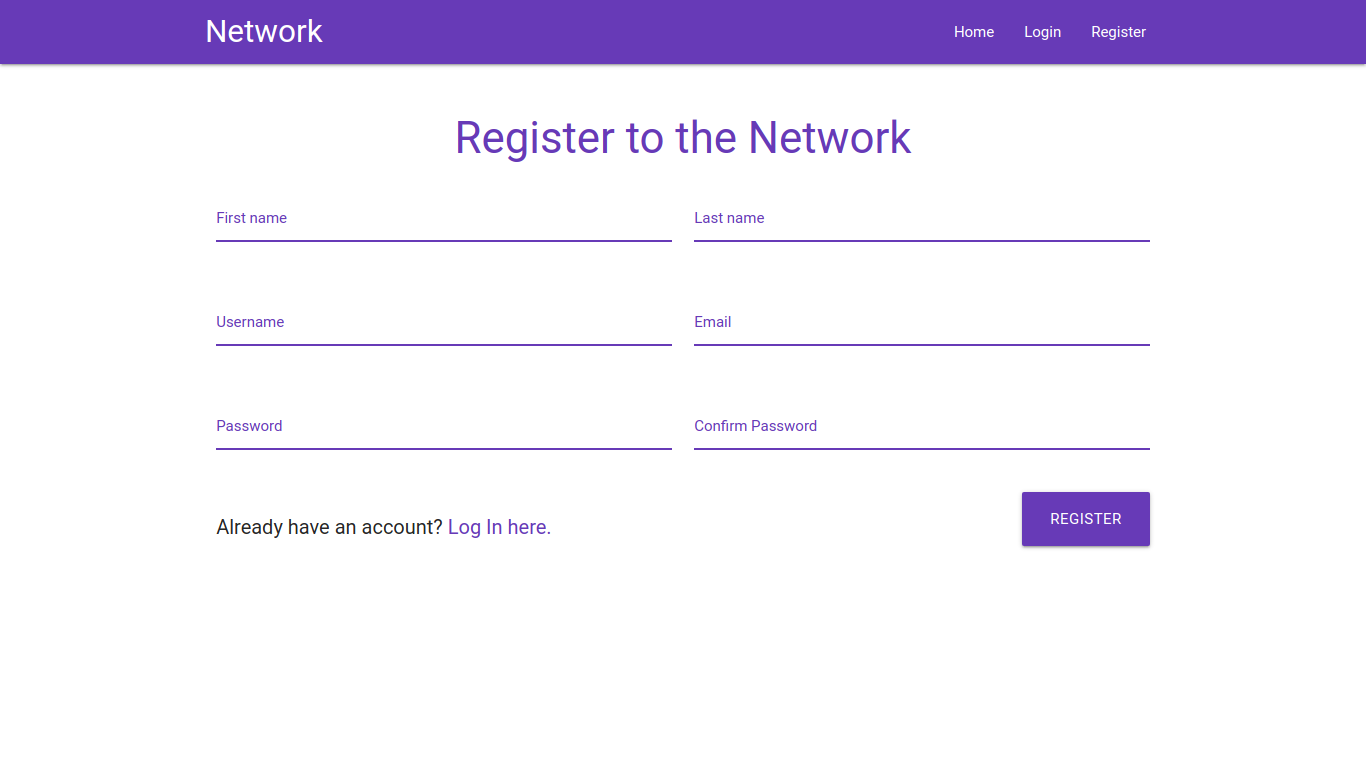 Network
Home Login Register
Register to the Network
First name Last name
Username Email
Password Confirm Password
Already have an account? Log In here. REGISTER